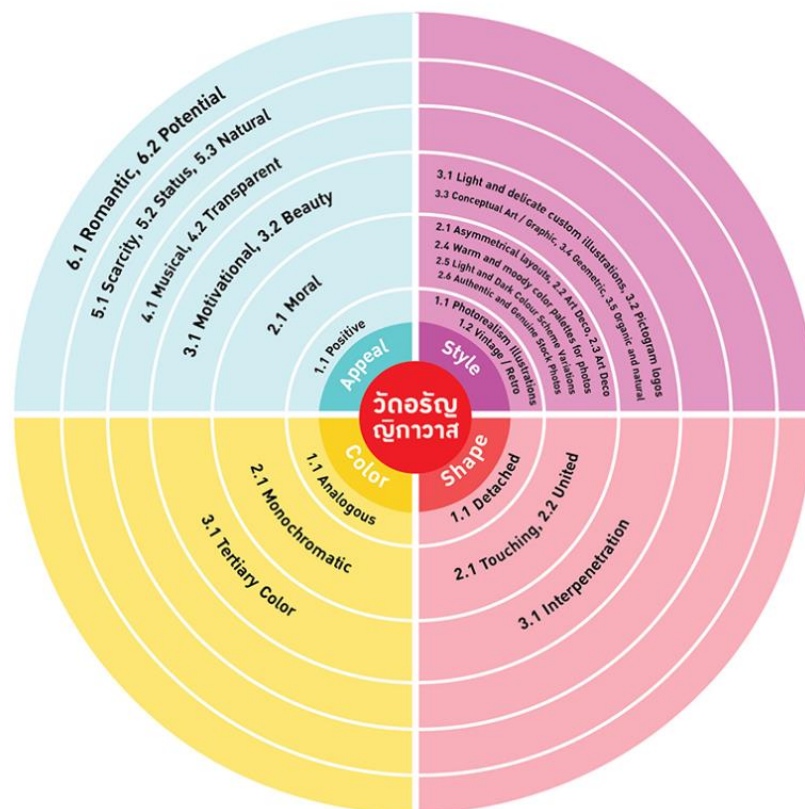 6.1 Romantic, 6.2 Potential
5.1 Scarcity, 5.2 Status, 5.3 Natural
4.1 Musical, 4.2 Transparent
3.1 Motivational, 3.2 Beauty
2.1 Moral
1.1 Positive
Appeal
3.1 Light and delicate custom illustrations, 3.2 Pictogram logos
3.3 Conceptual Art / Graphic, 3.4 Geometric, 3.5 Organic and natural
2.1 Asymmetrical layouts, 2.2 Art Deco, 2.3 Art Deco
2.4 Warm and moody color palettes for photos
2.5 Light and Dark Colour Scheme Variations
2.6 Authentic and Genuine Stock Photos
1.1 Photorealism Illustrations
1.2 Vintage / Retro
Style
วัดอรัญ
ญิกาวาส
Color
1.1 Analogous
2.1 Monochromatic
3.1 Tertiary Color
Shape
1.1 Detached
2.1 Touching, 2.2 United
3.1 Interpenetration